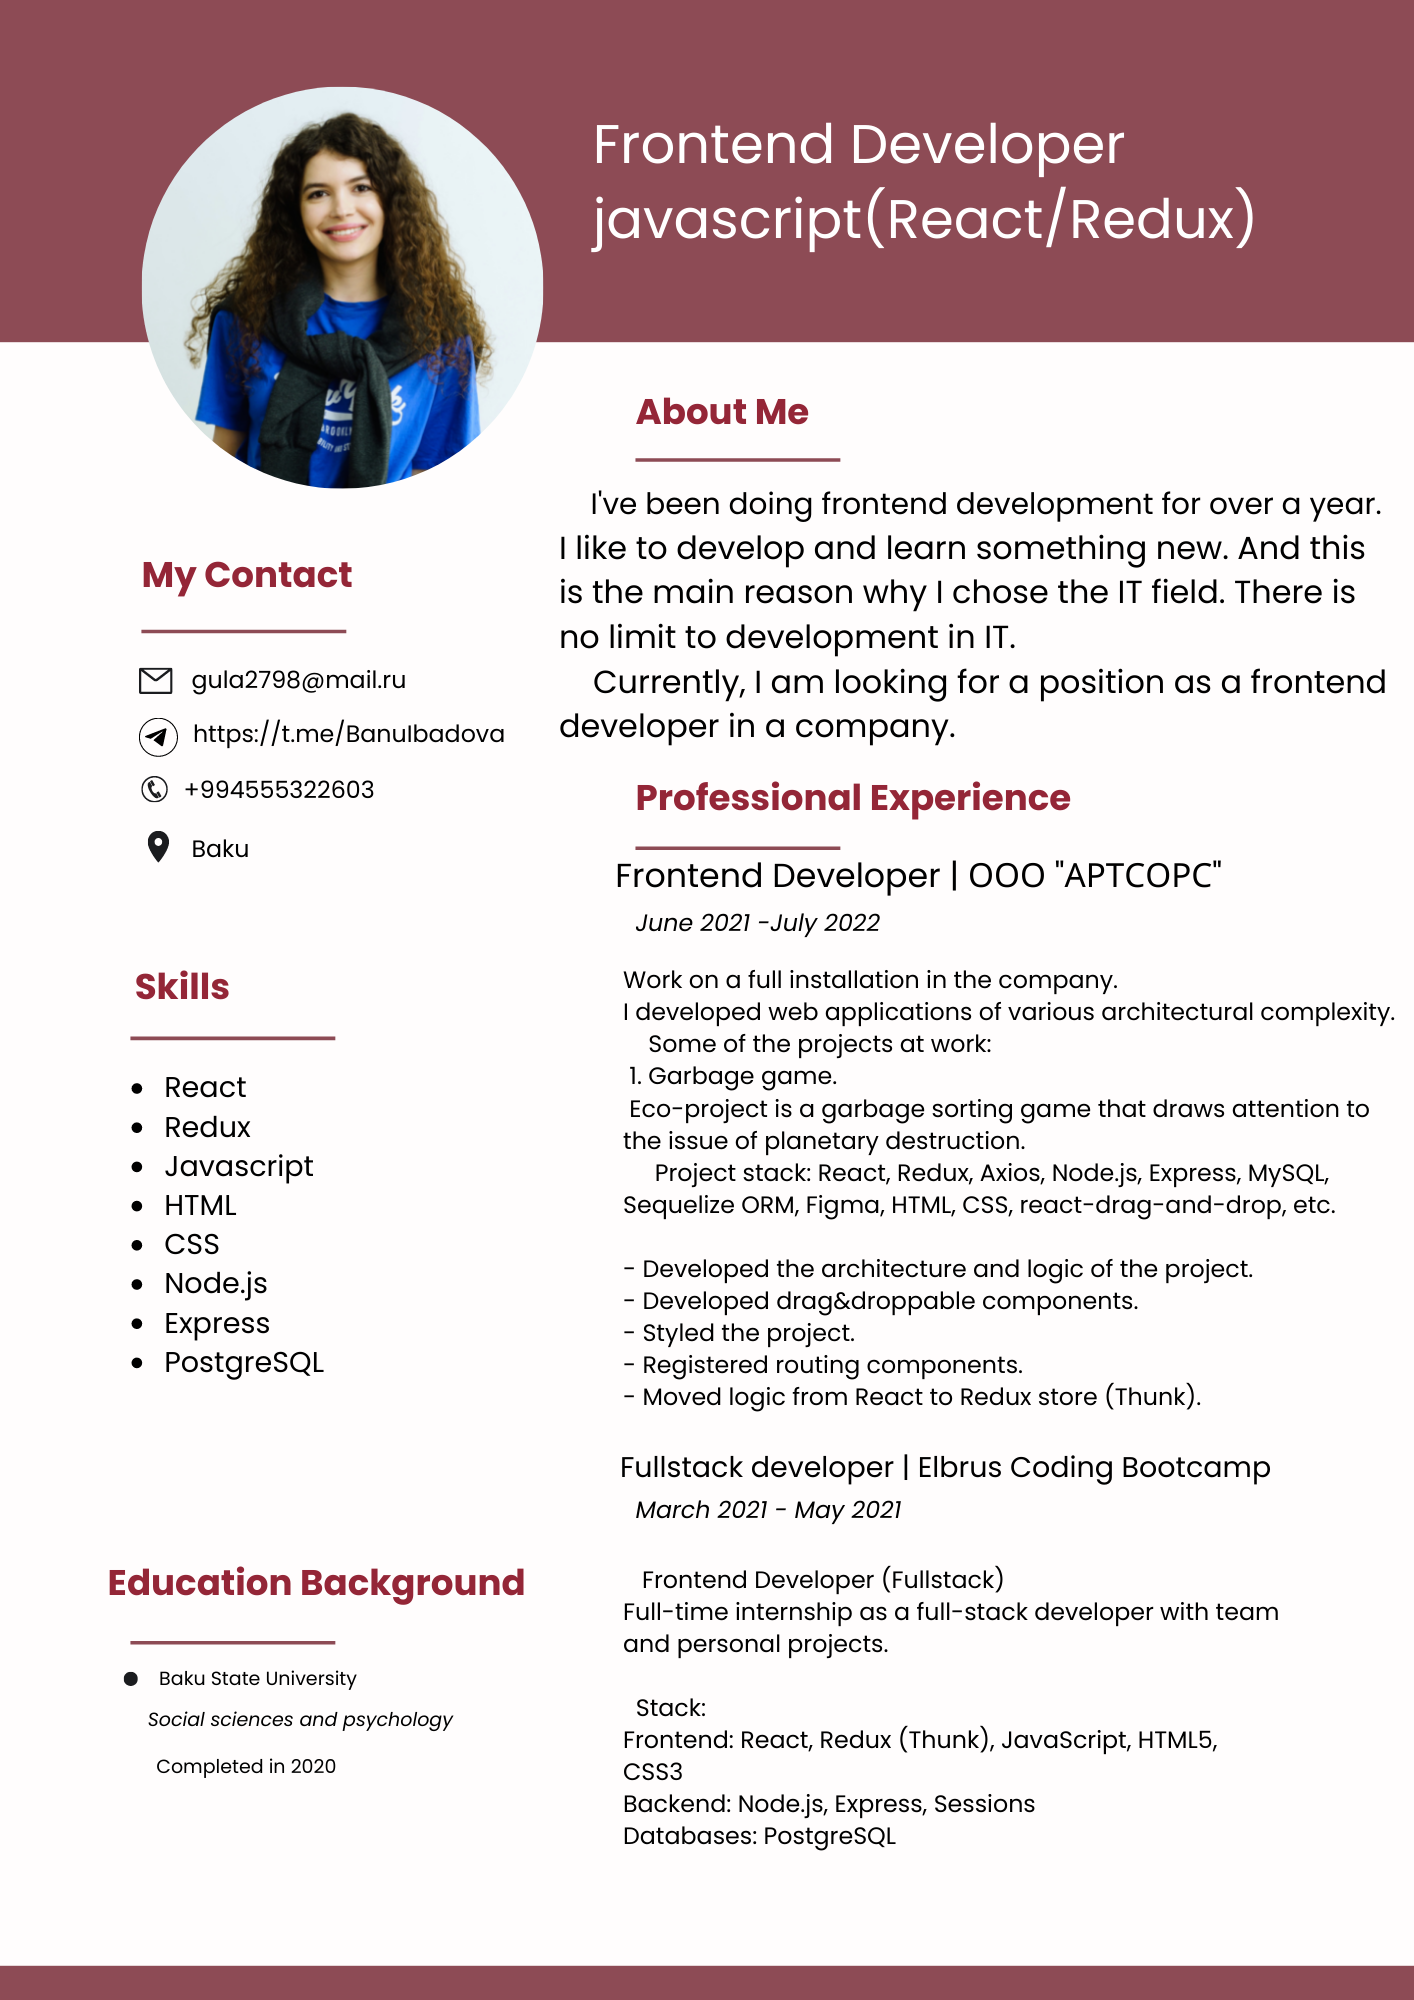 Frontend Developer
javascript(React/Redux)
About Me
I've been doing frontend development for over a year.
I like to develop and learn something new. And this
is the main reason why I chose the IT field. There is
no limit to development in IT.
Currently, I am looking for a position as a frontend
developer in a company.
My Contact
gula2798@mail.ru
https://t.me/BanuIbadova
+994555322603
Baku
Skills
• React
• Redux
• Javascript
• HTML
• CSS
• Node.js
• Express
• PostgreSQL
Education Background
• Baku State University
Social sciences and psychology
Completed in 2020
Professional Experience
Frontend Developer | ООО "АРТСОРС"
June 2021 -July 2022
Work on a full installation in the company.
I developed web applications of various architectural complexity.
Some of the projects at work:
1. Garbage game.
Eco-project is a garbage sorting game that draws attention to
the issue of planetary destruction.
Project stack: React, Redux, Axios, Node.js, Express, MySQL,
Sequelize ORM, Figma, HTML, CSS, react-drag-and-drop, etc.
- Developed the architecture and logic of the project.
- Developed drag&droppable components.
- Styled the project.
- Registered routing components.
- Moved logic from React to Redux store (Thunk).
Fullstack developer | Elbrus Coding Bootcamp
March 2021 - May 2021
Frontend Developer (Fullstack)
Full-time internship as a full-stack developer with team
and personal projects.
Stack:
Frontend: React, Redux (Thunk), JavaScript, HTML5,
CSS3
Backend: Node.js, Express, Sessions
Databases: PostgreSQL